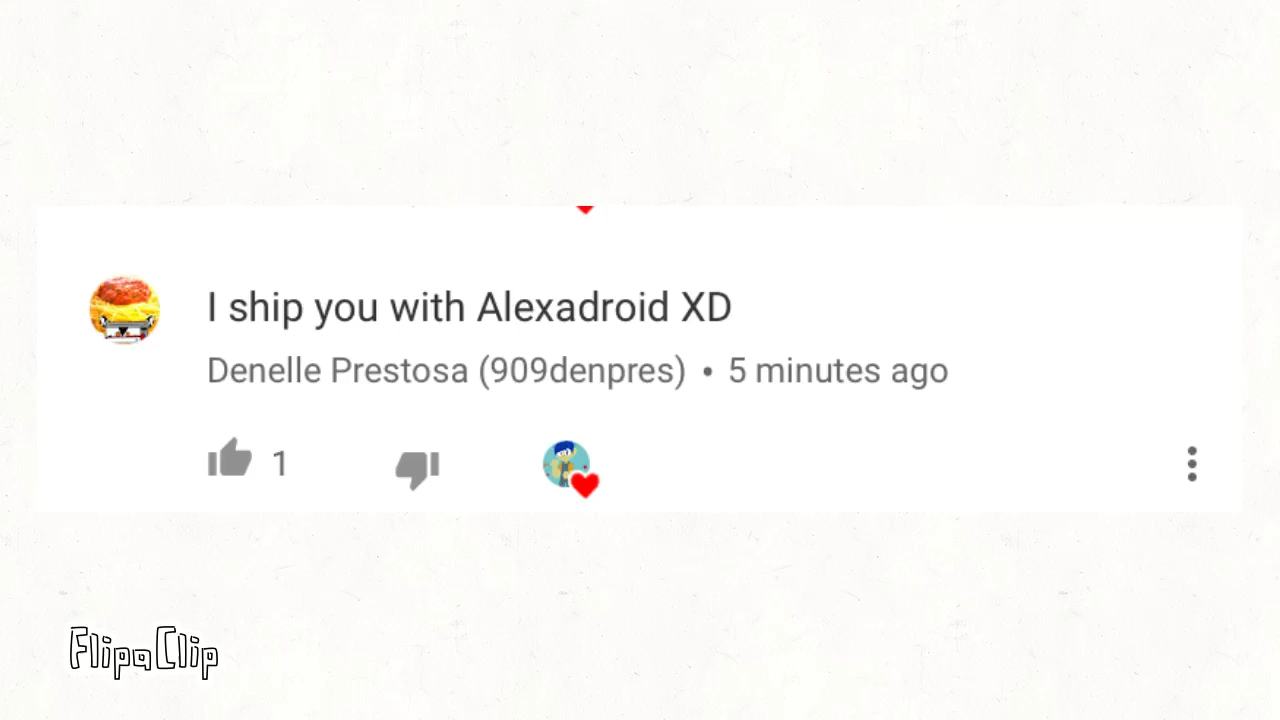 I ship you with Alexadroid XD
Denelle Prestosa (909denpres) • 5 minutes ago
1
FlipaClip